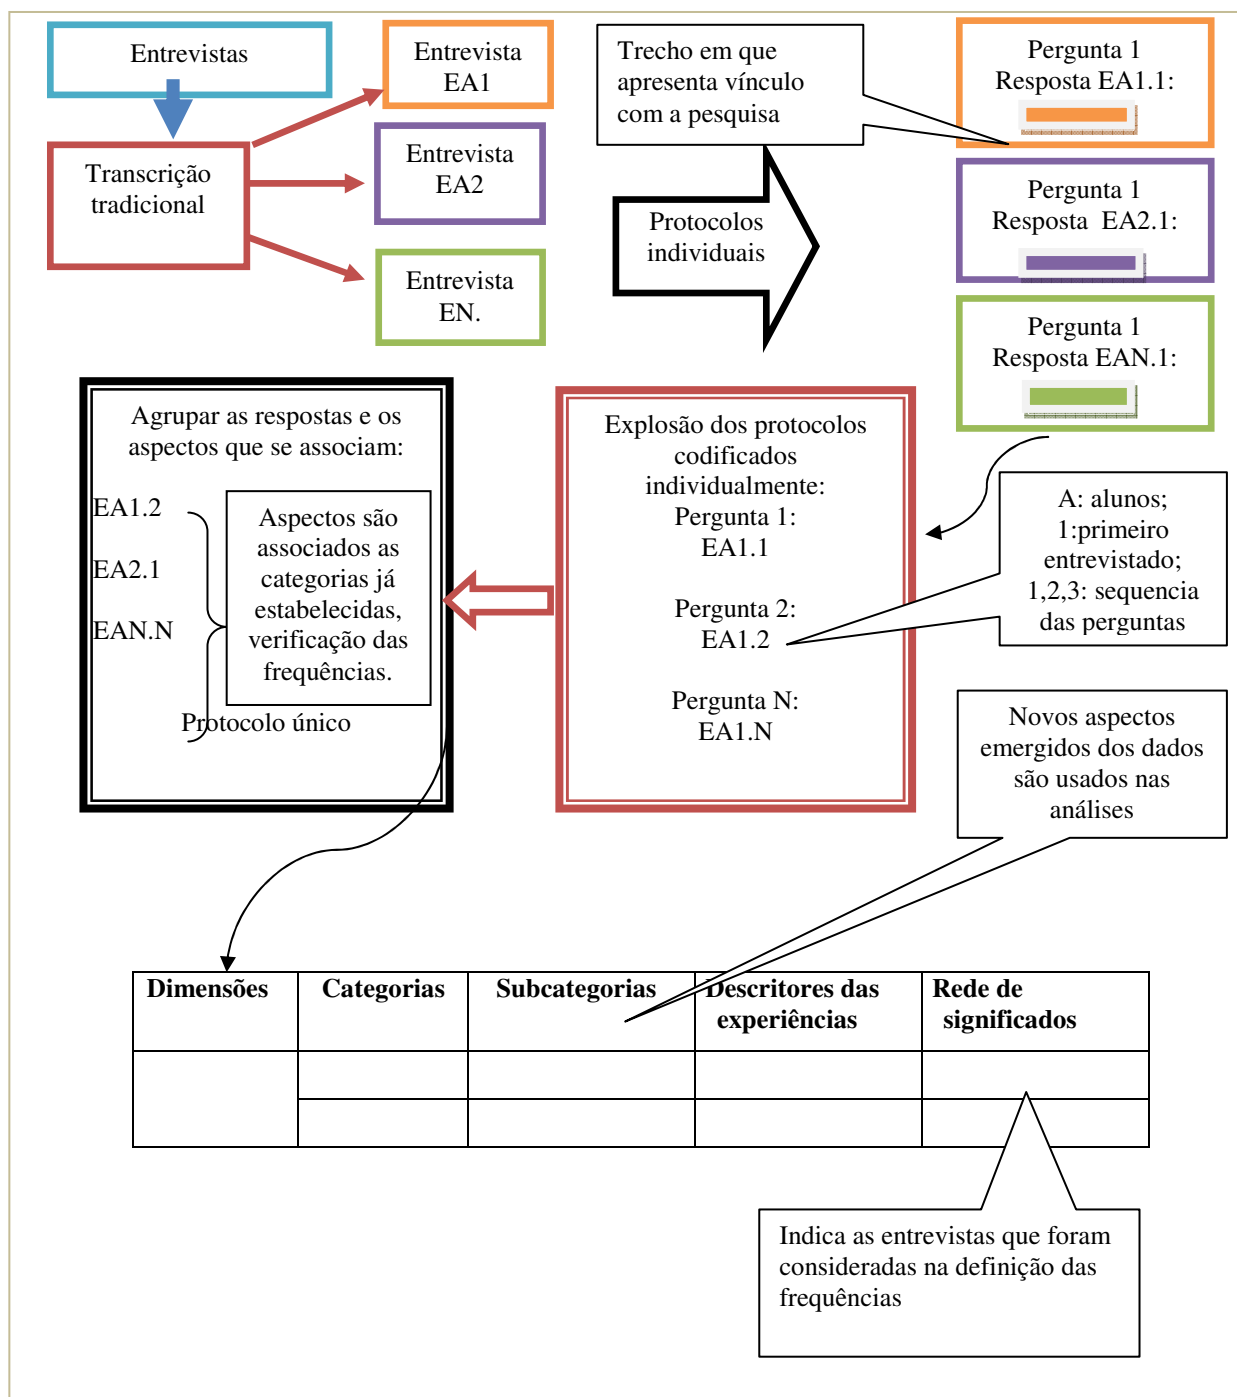 Entrevistas
Transcrição
tradicional
Entrevista
EA1
Entrevista
EA2
Entrevista
EN.
Trecho em que
apresenta vínculo
com a pesquisa
Protocolos
individuais
Pergunta 1
Resposta EA1.1:
Pergunta 1
Resposta EA2.1:
Pergunta 1
Resposta EAN.1:
Agrupar as respostas e os
aspectos que se associam:
EA1.2
EA2.1
EAN.N
Aspectos são
associados as
categorias já
estabelecidas,
verificação das
frequências.
Protocolo único
Explosão dos protocolos
codificados
individualmente:
Pergunta 1:
EA1.1
Pergunta 2:
EA1.2
Pergunta N:
EA1.N
A: alunos;
1:primeiro
entrevistado;
1,2,3: sequencia
das perguntas
Novos aspectos
emergidos dos dados
são usados nas
análises
Dimensões
Categorias
Subcategorias
Descritores das
experiências
Rede de
significados
Indica as entrevistas que foram
consideradas na definição das
frequências